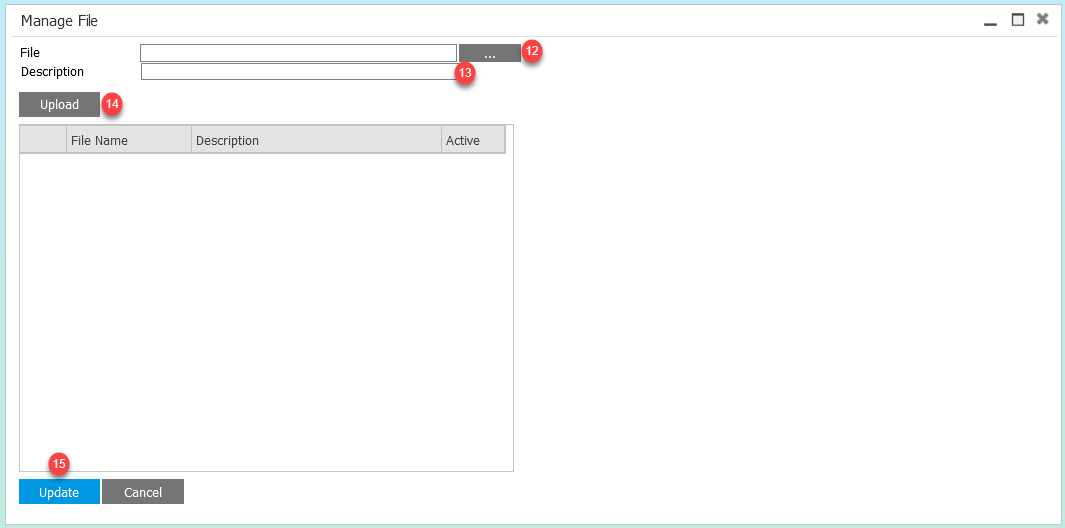 Manage File
File ... 12
Description 13
Upload 14
File Name Description Active
15
Update Cancel